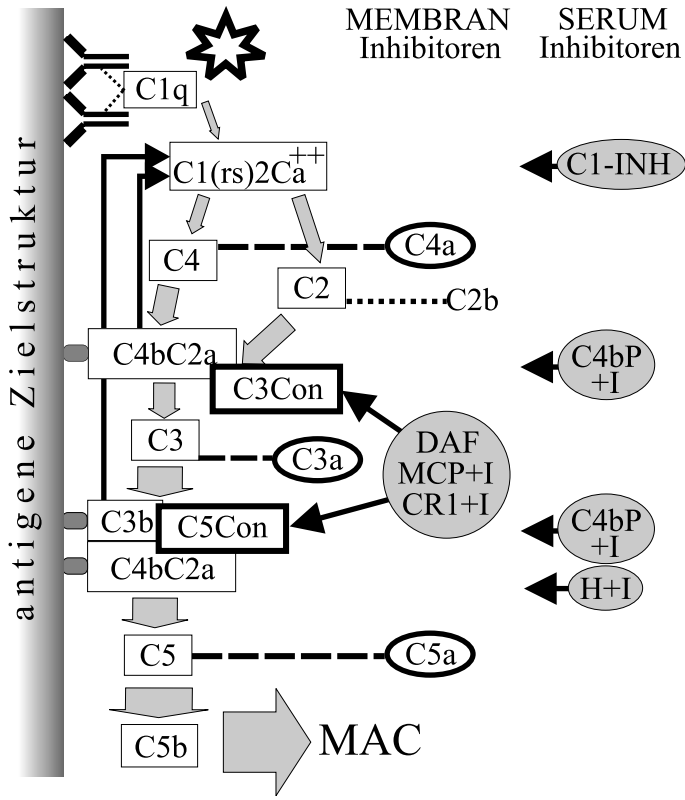 MEMBRAN
Inhibitoren
SERUM
Inhibitoren
C1q
C1(rs)2Ca++
C1-INH
C4
C4a
C2
C2b
C4bC2a
C3Con
C4bP
+I
C3
C3a
DAF
MCP+I
CR1+I
C3b
C5Con
C4bP
+I
C4bC2a
H+I
C5
C5a
C5b
MAC
antigene Zielstruktur